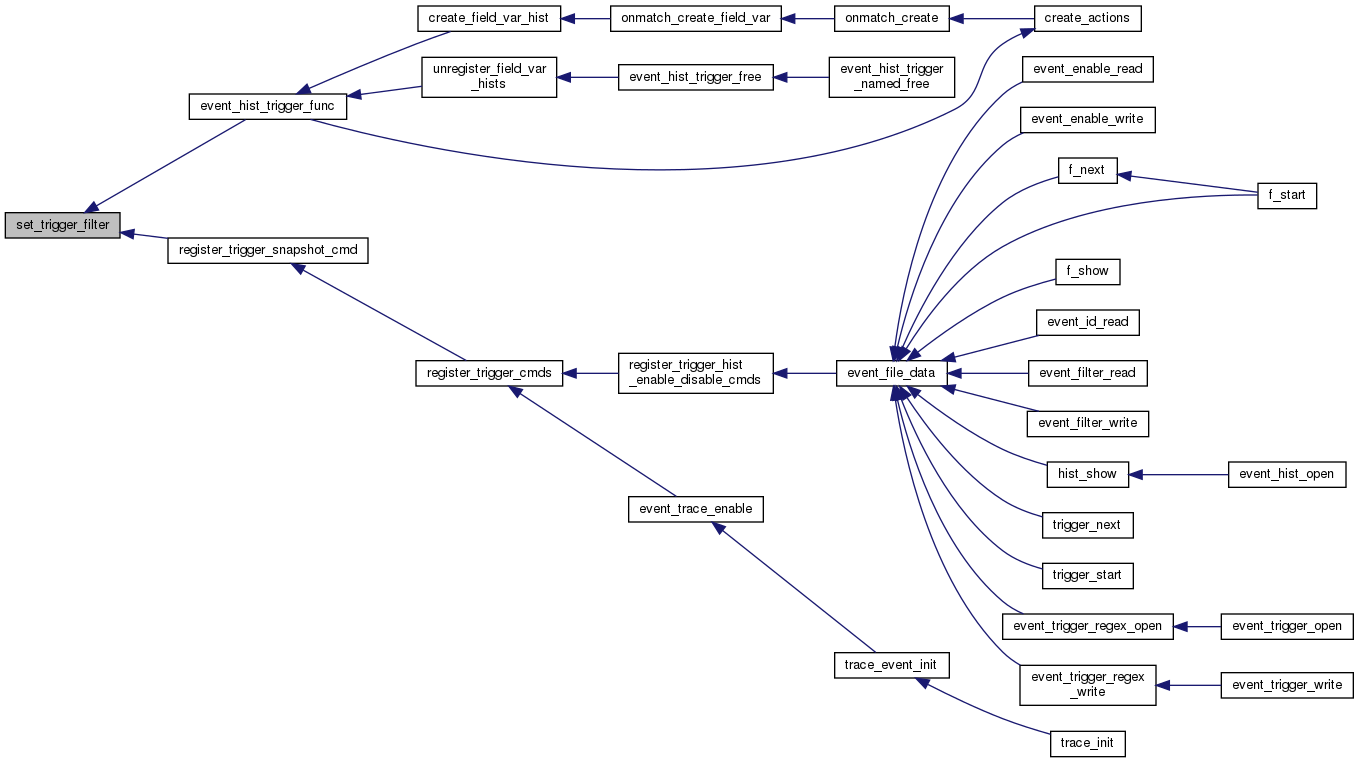 create_field_var_hist
onmatch_create_field_var
onmatch_create
create_actions
unregister_field_var
_hists
event_hist_trigger_free
event_hist_trigger
_named_free
event_enable_read
event_hist_trigger_func
event_enable_write
f_next
f_start
set_trigger_filter
register_trigger_snapshot_cmd
f_show
event_id_read
register_trigger_cmds
register_trigger_hist
_enable_disable_cmds
event_file_data
event_filter_read
event_filter_write
hist_show
event_hist_open
event_trace_enable
trigger_next
trigger_start
event_trigger_regex_open
event_trigger_open
trace_event_init
event_trigger_regex
_write
event_trigger_write
trace_init